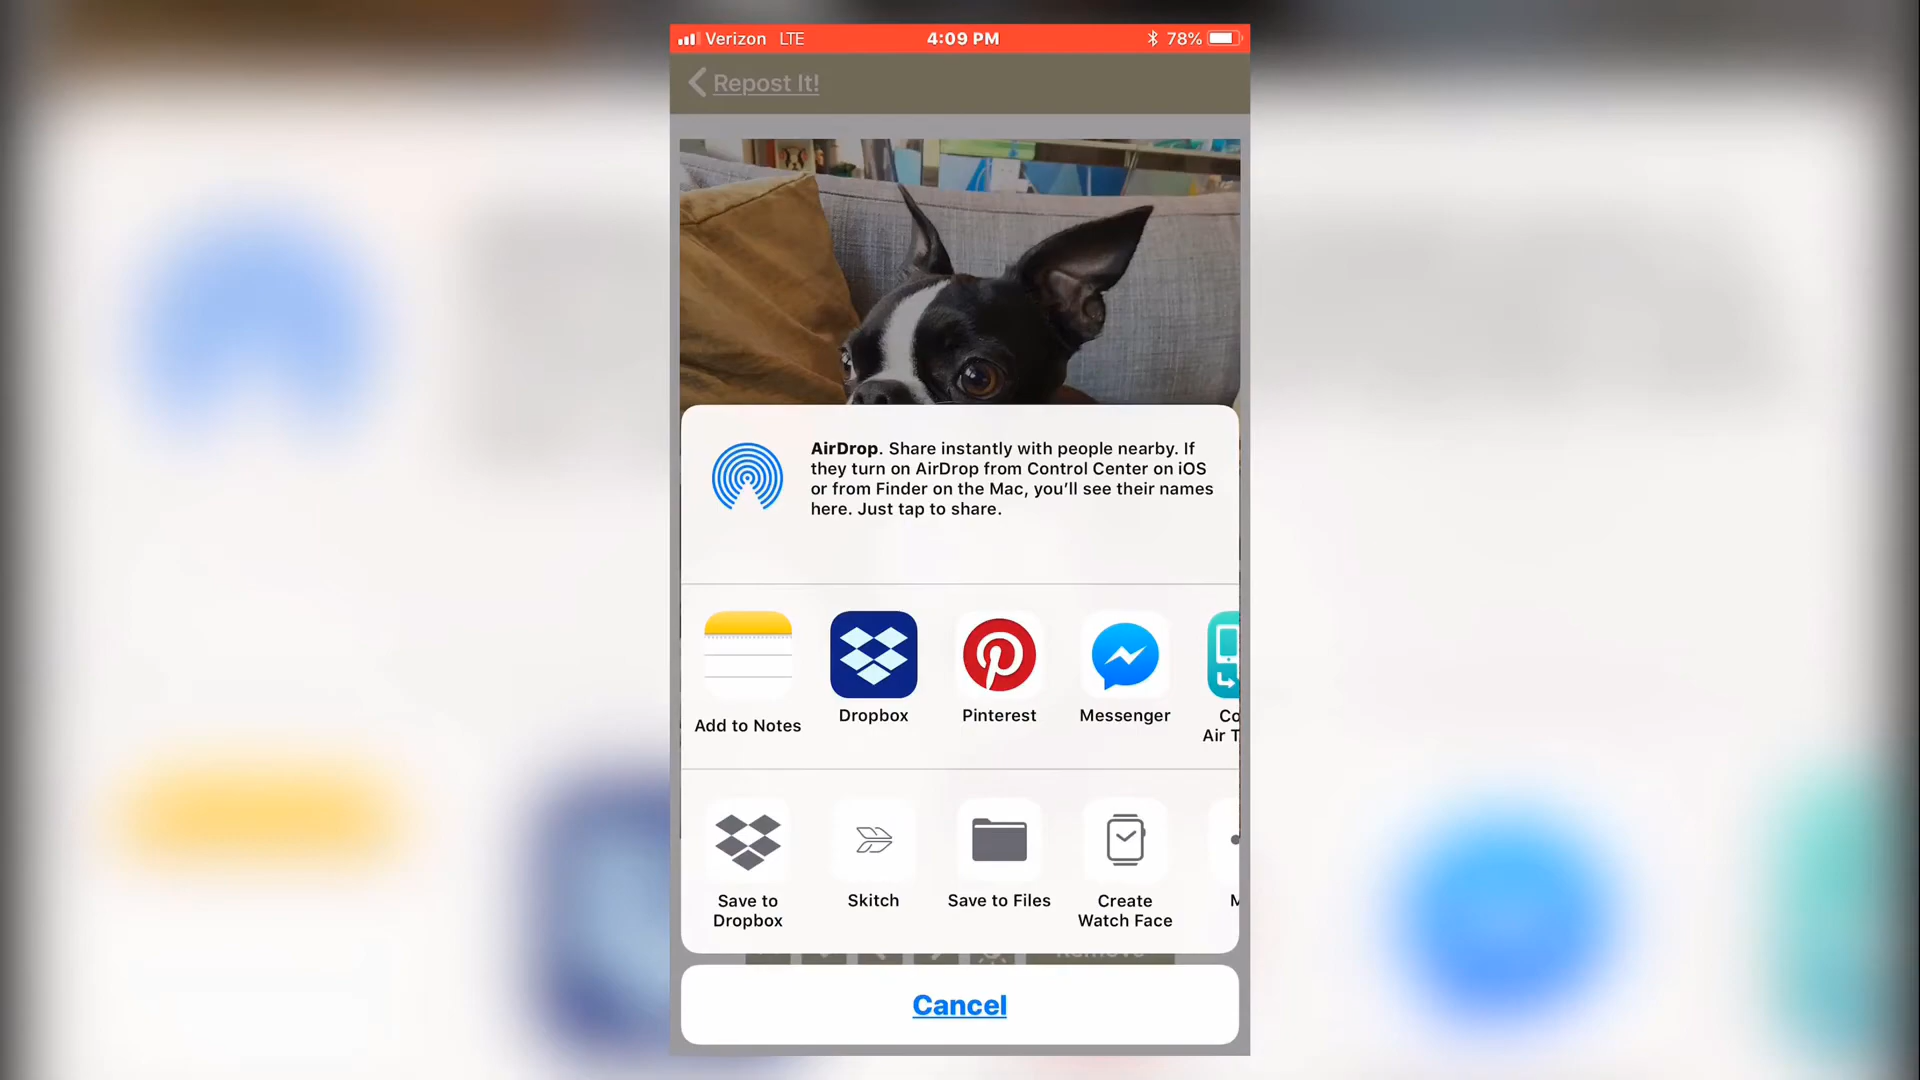 Verizon LTE 4:09 PM 78%
Repost It!
AirDrop. Share instantly with people nearby. If
they turn on AirDrop from Control Center on iOS
or from Finder on the Mac, you'll see their names
here. Just tap to share.
Add to Notes
Dropbox
Pinterest
Messenger
Co
Air T
Save to
Dropbox
Skitch
Save to Files
Create
Watch Face
M
Cancel